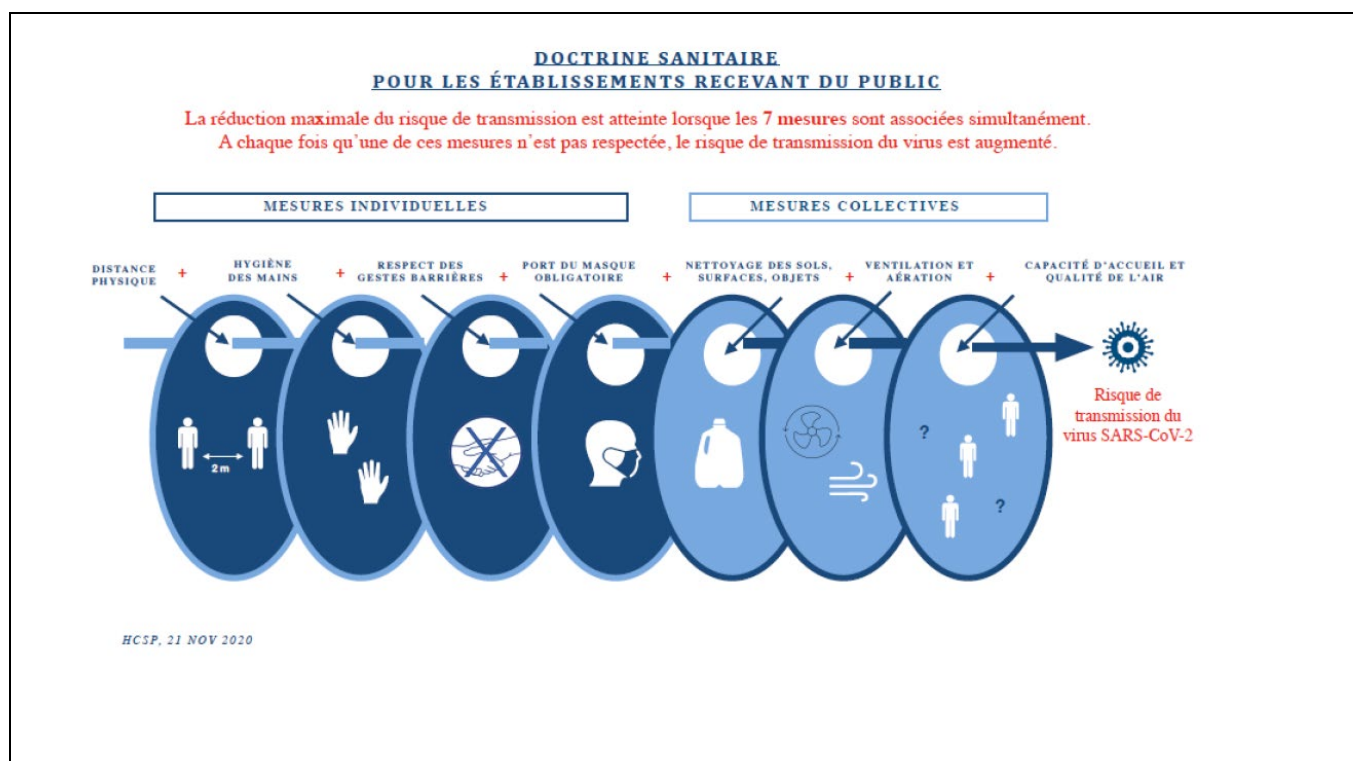 DOCTRINE SANITAIRE
POUR LES ÉTABLISSEMENTS RECEVANT DU PUBLIC
La réduction maximale du risque de transmission est atteinte lorsque les 7 mesures sont associées simultanément.
A chaque fois qu'une de ces mesures n'est pas respectée, le risque de transmission du virus est augmenté.
MESURES INDIVIDUELLES
MESURES COLLECTIVES
DISTANCE
PHYSIQUE
+
HYGIÈNE
DES MAINS
+
RESPECT DES
GESTES BARRIÈRES
+
PORT DU MASQUE
OBLIGATOIRE
+
NETTOYAGE DES SOLS,
SURFACES, OBJETS
+
VENTILATION ET
AÉRATION
+
CAPACITÉ D'ACCUEIL ET
QUALITÉ DE L'AIR
2 m
?
?
Risque de
transmission du
virus SARS-CoV-2
HCSP, 21 NOV 2020